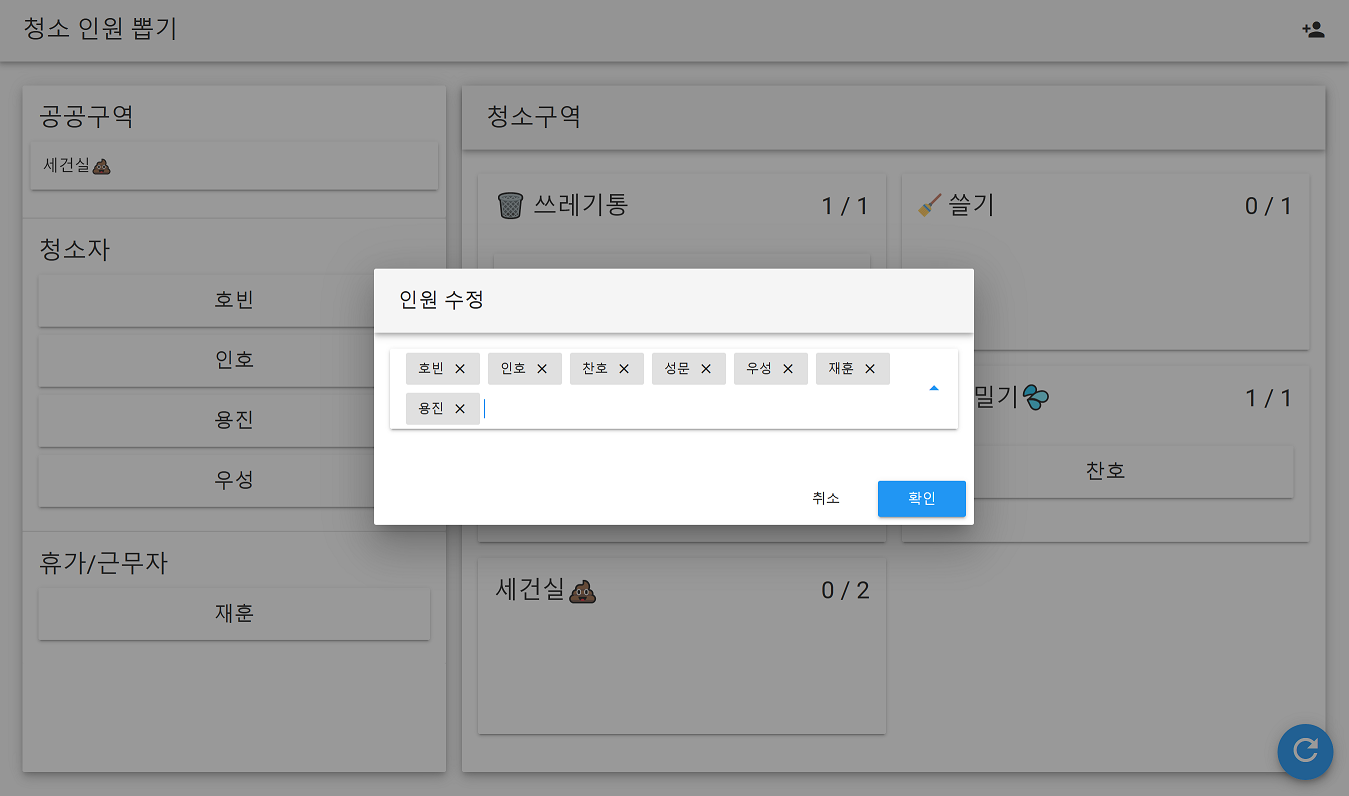 청소 인원 뽑기
공공구역
세건실💩
청소자
호빈
인호
용진
우성
휴가/근무자
재훈
청소구역
🗑️ 쓰레기통 1 / 1
🧹 쓸기 0 / 1
밀기💦 1 / 1
찬호
세건실💩 0 / 2
인원 수정
호빈 × 인호 × 찬호 × 성문 × 우성 × 재훈 ×
용진 ×
취소 확인